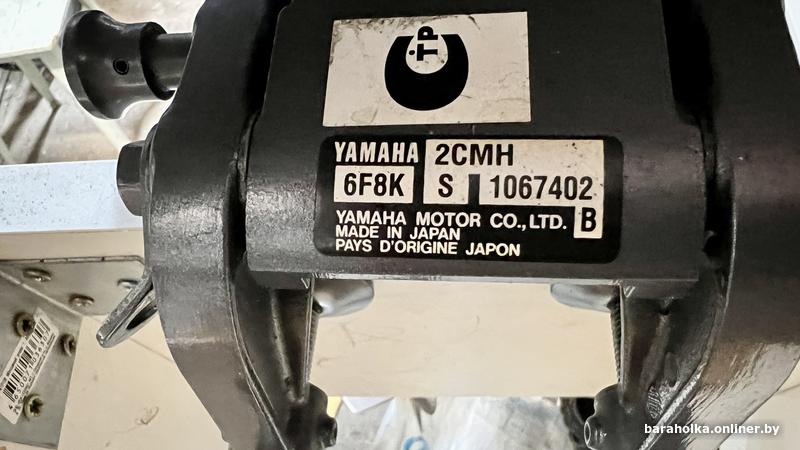 TP
YAMAHA 2CMH
6F8K S 1067402
YAMAHA MOTOR CO., LTD. B
MADE IN JAPAN
PAYS D'ORIGINE JAPON
baraholka.onliner.by